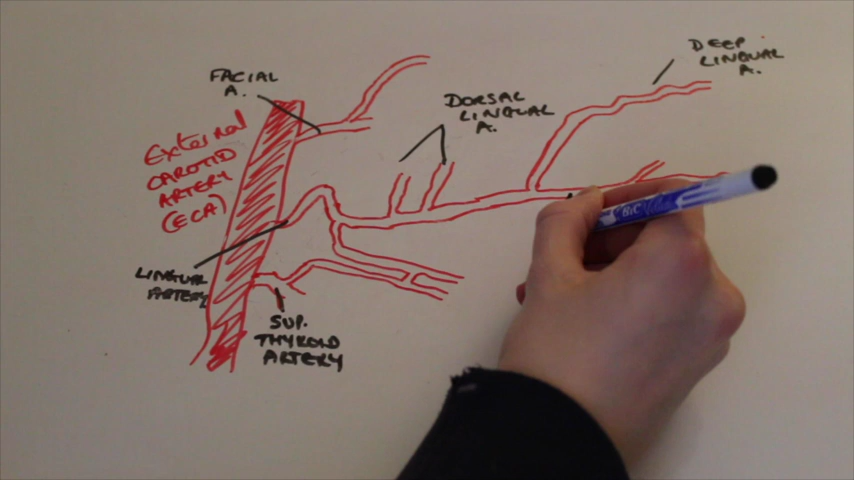 FACIAL
A.
External
CAROTID
ARTERY
(ECA)
LINGUAL
ARTERY
SUP.
THYROID
ARTERY
DORSAL
LINGUAL
A.
DEEP
LINGUAL
A.
BIC